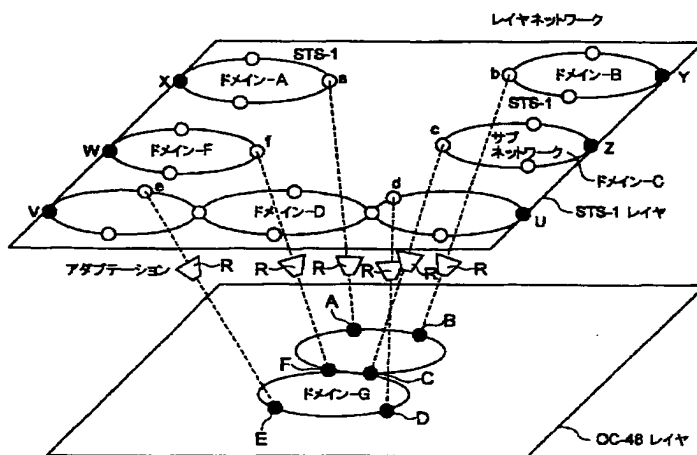 レイヤネットワーク
STS-1
X
ドメイン-A
a
b
ドメイン-B
Y
STS-1
W
ドメイン-F
f
c
サブ
ネットワーク
Z
ドメイン-C
V
e
ドメイン-D
d
U
STS-1 レイヤ
アダプテーション
R
R
R
R
R
R
A
B
F
C
ドメイン-G
E
D
OC-48 レイヤ